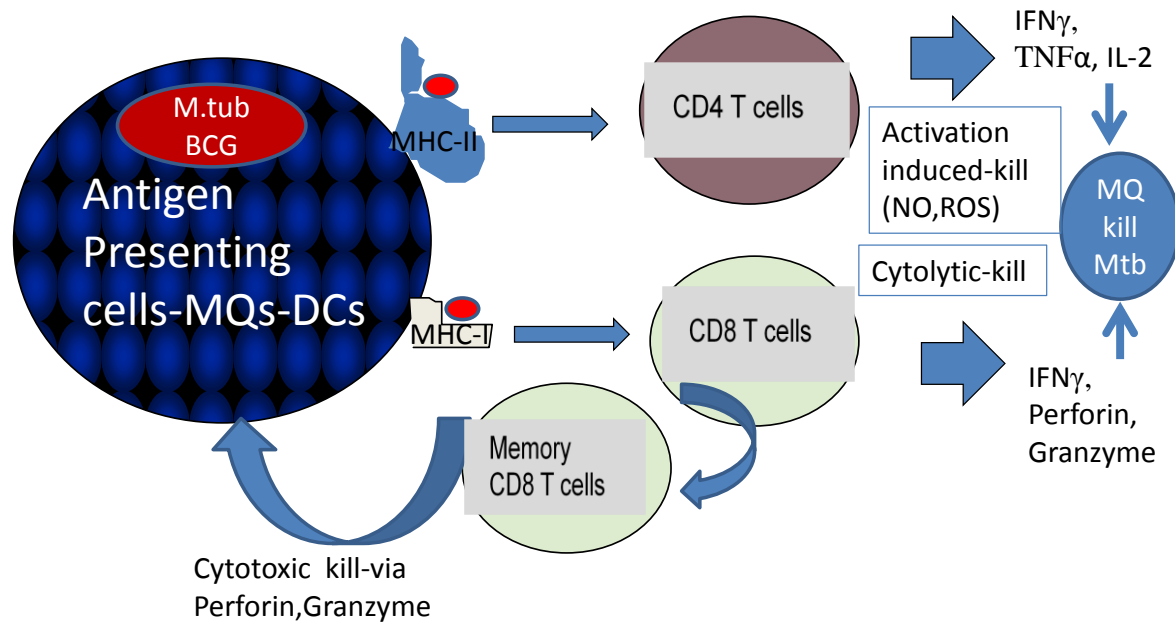 M.tub
BCG
Antigen
Presenting
cells-MQs-DCs
MHC-II
MHC-I
CD4 T cells
CD8 T cells
Memory
CD8 T cells
Cytotoxic kill-via
Perforin,Granzyme
IFNγ,
TNFα, IL-2
Activation
induced-kill
(NO,ROS)
Cytolytic-kill
MQ
kill
Mtb
IFNγ,
Perforin,
Granzyme